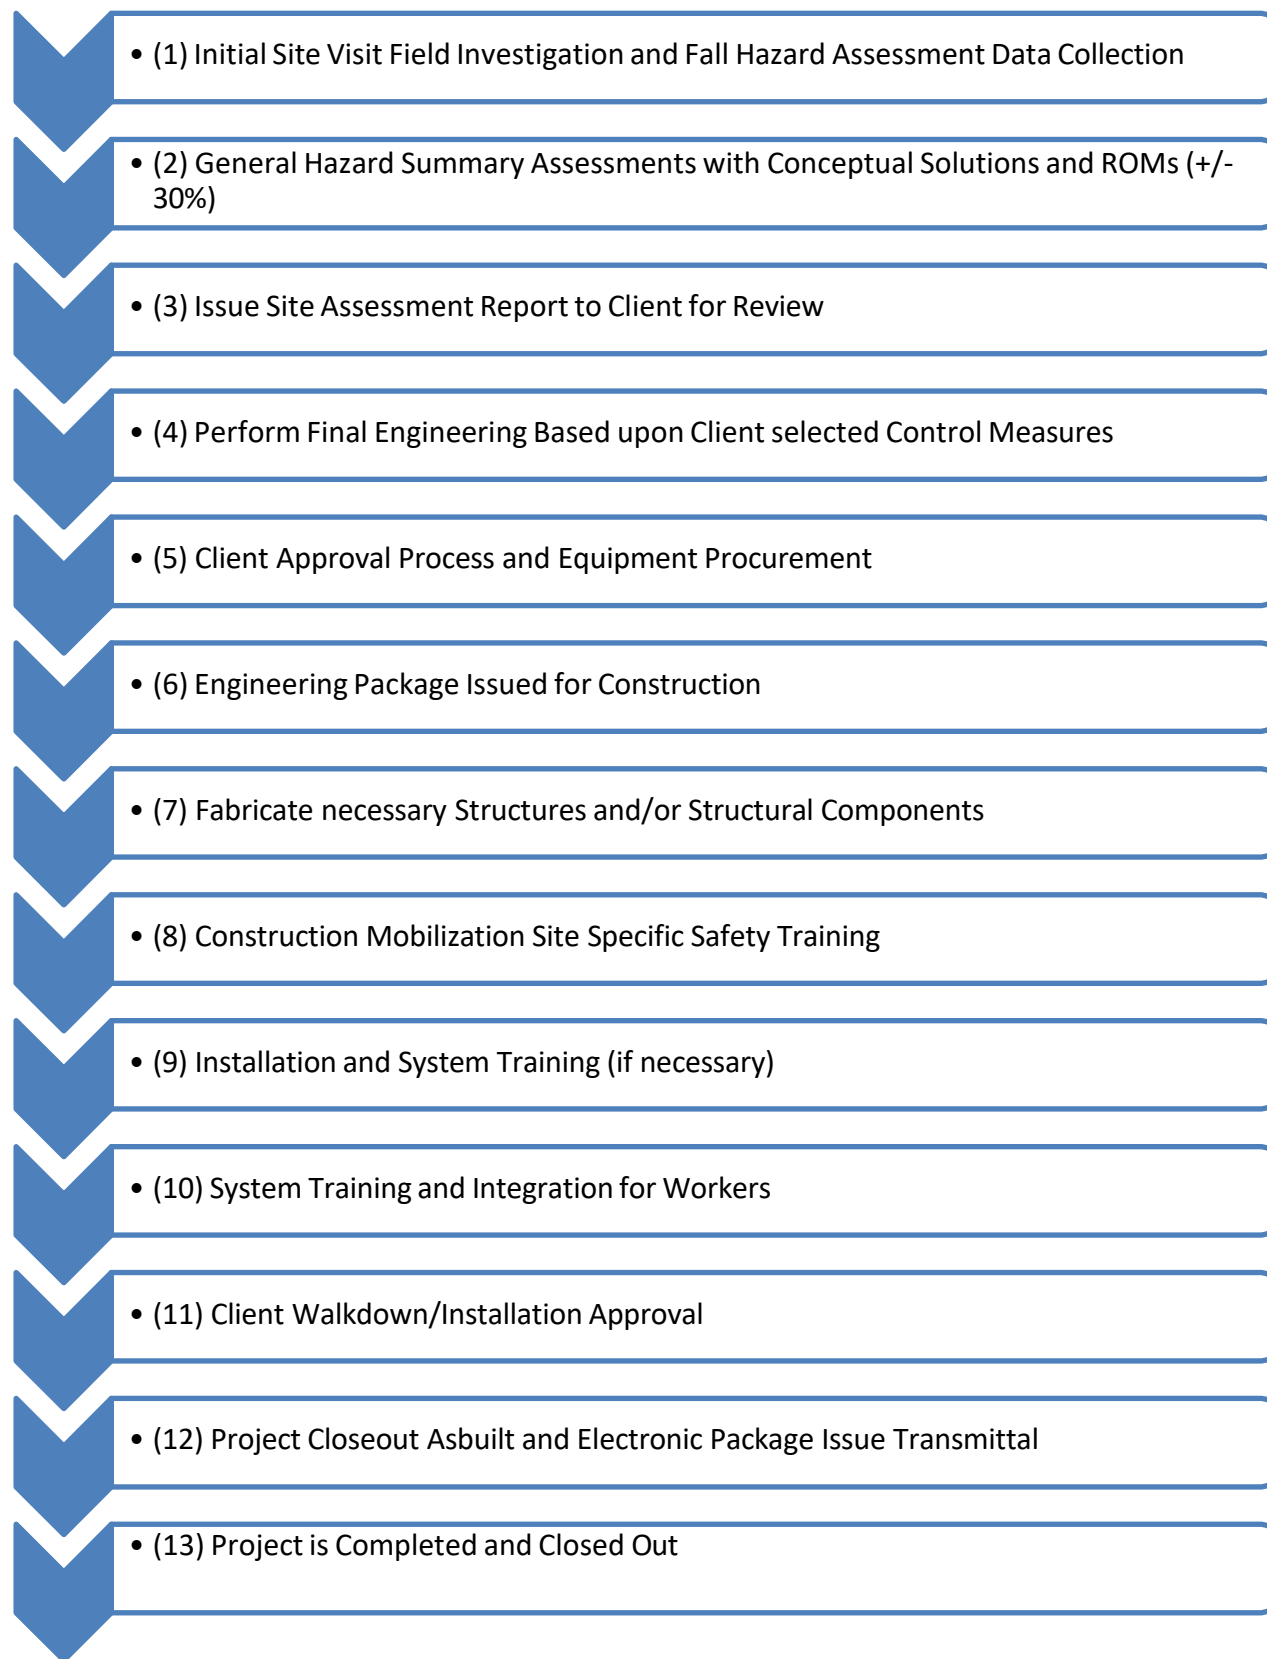 • (1) Initial Site Visit Field Investigation and Fall Hazard Assessment Data Collection
• (2) General Hazard Summary Assessments with Conceptual Solutions and ROMs (+/-
30%)
• (3) Issue Site Assessment Report to Client for Review
• (4) Perform Final Engineering Based upon Client selected Control Measures
• (5) Client Approval Process and Equipment Procurement
• (6) Engineering Package Issued for Construction
• (7) Fabricate necessary Structures and/or Structural Components
• (8) Construction Mobilization Site Specific Safety Training
• (9) Installation and System Training (if necessary)
• (10) System Training and Integration for Workers
• (11) Client Walkdown/Installation Approval
• (12) Project Closeout Asbuilt and Electronic Package Issue Transmittal
• (13) Project is Completed and Closed Out